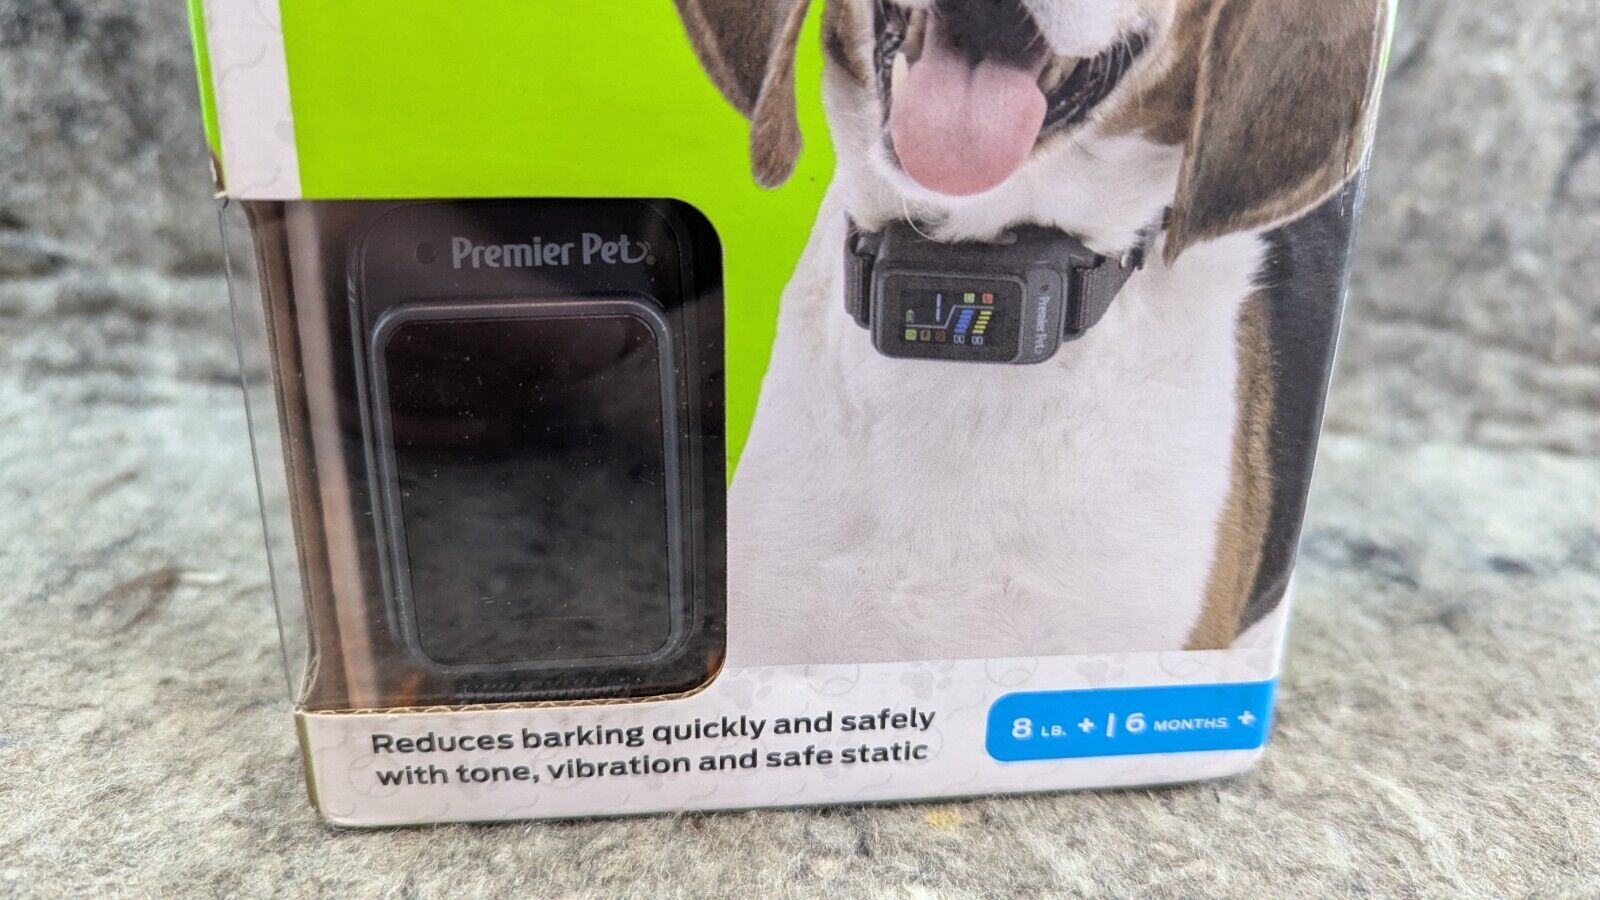 Premier Pet®
Premier Pet
Reduces barking quickly and safely
with tone, vibration and safe static
8 LB. + | 6 MONTHS +